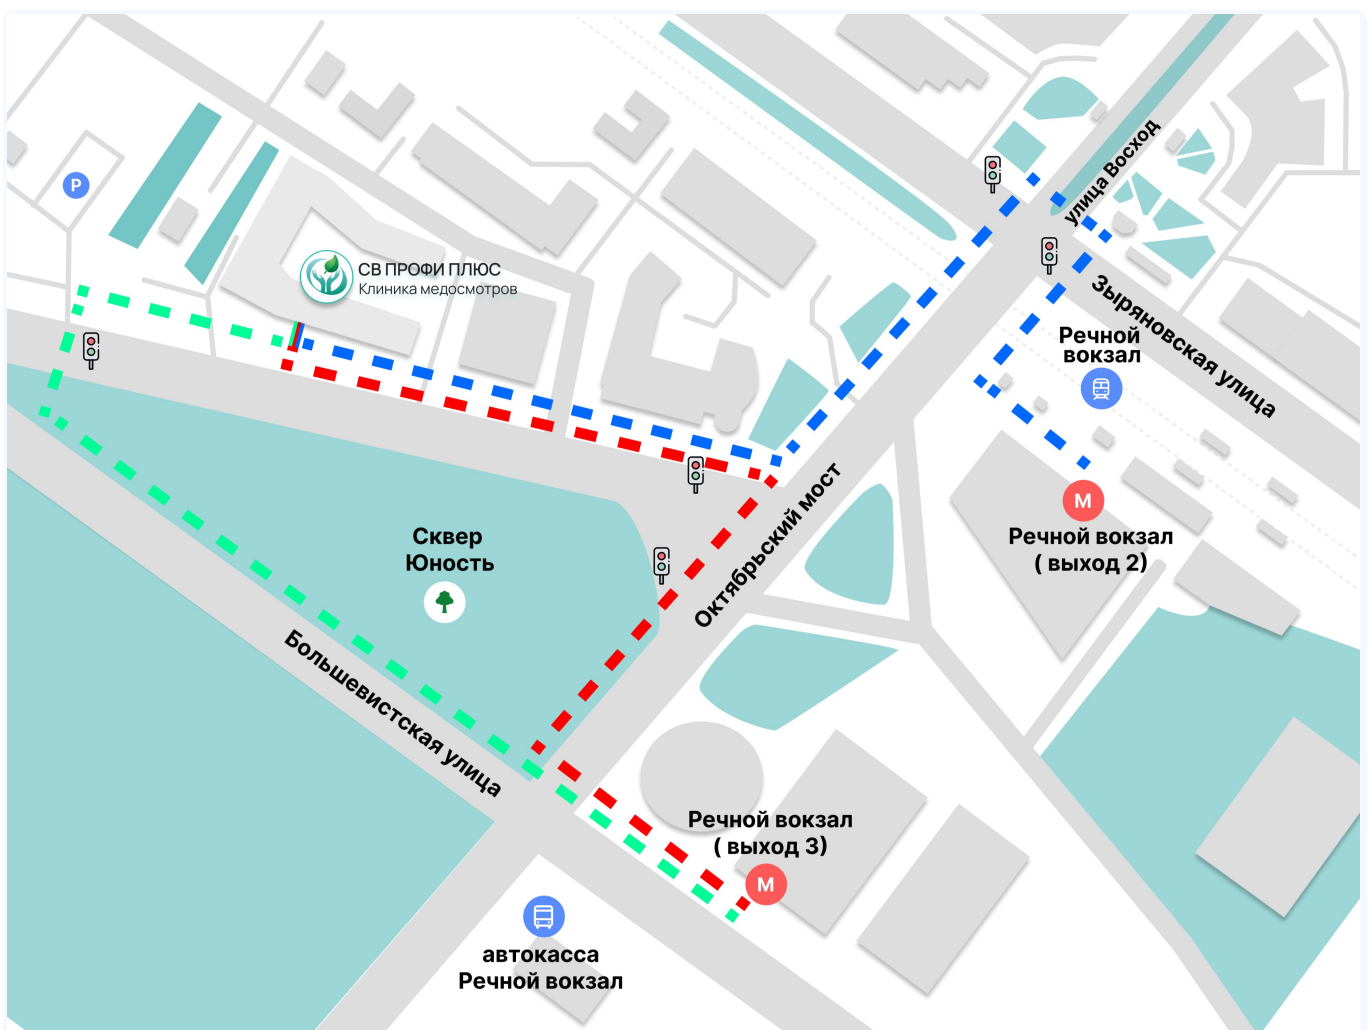 улица Восход
P
СВ ПРОФИ ПЛЮС
Клиника медосмотров
Зыряновская улица
Речной
вокзал
Октябрьский мост
M
Речной вокзал
( выход 2)
Сквер
Юность
Большевистская улица
Речной вокзал
( выход 3)
M
автокасса
Речной вокзал